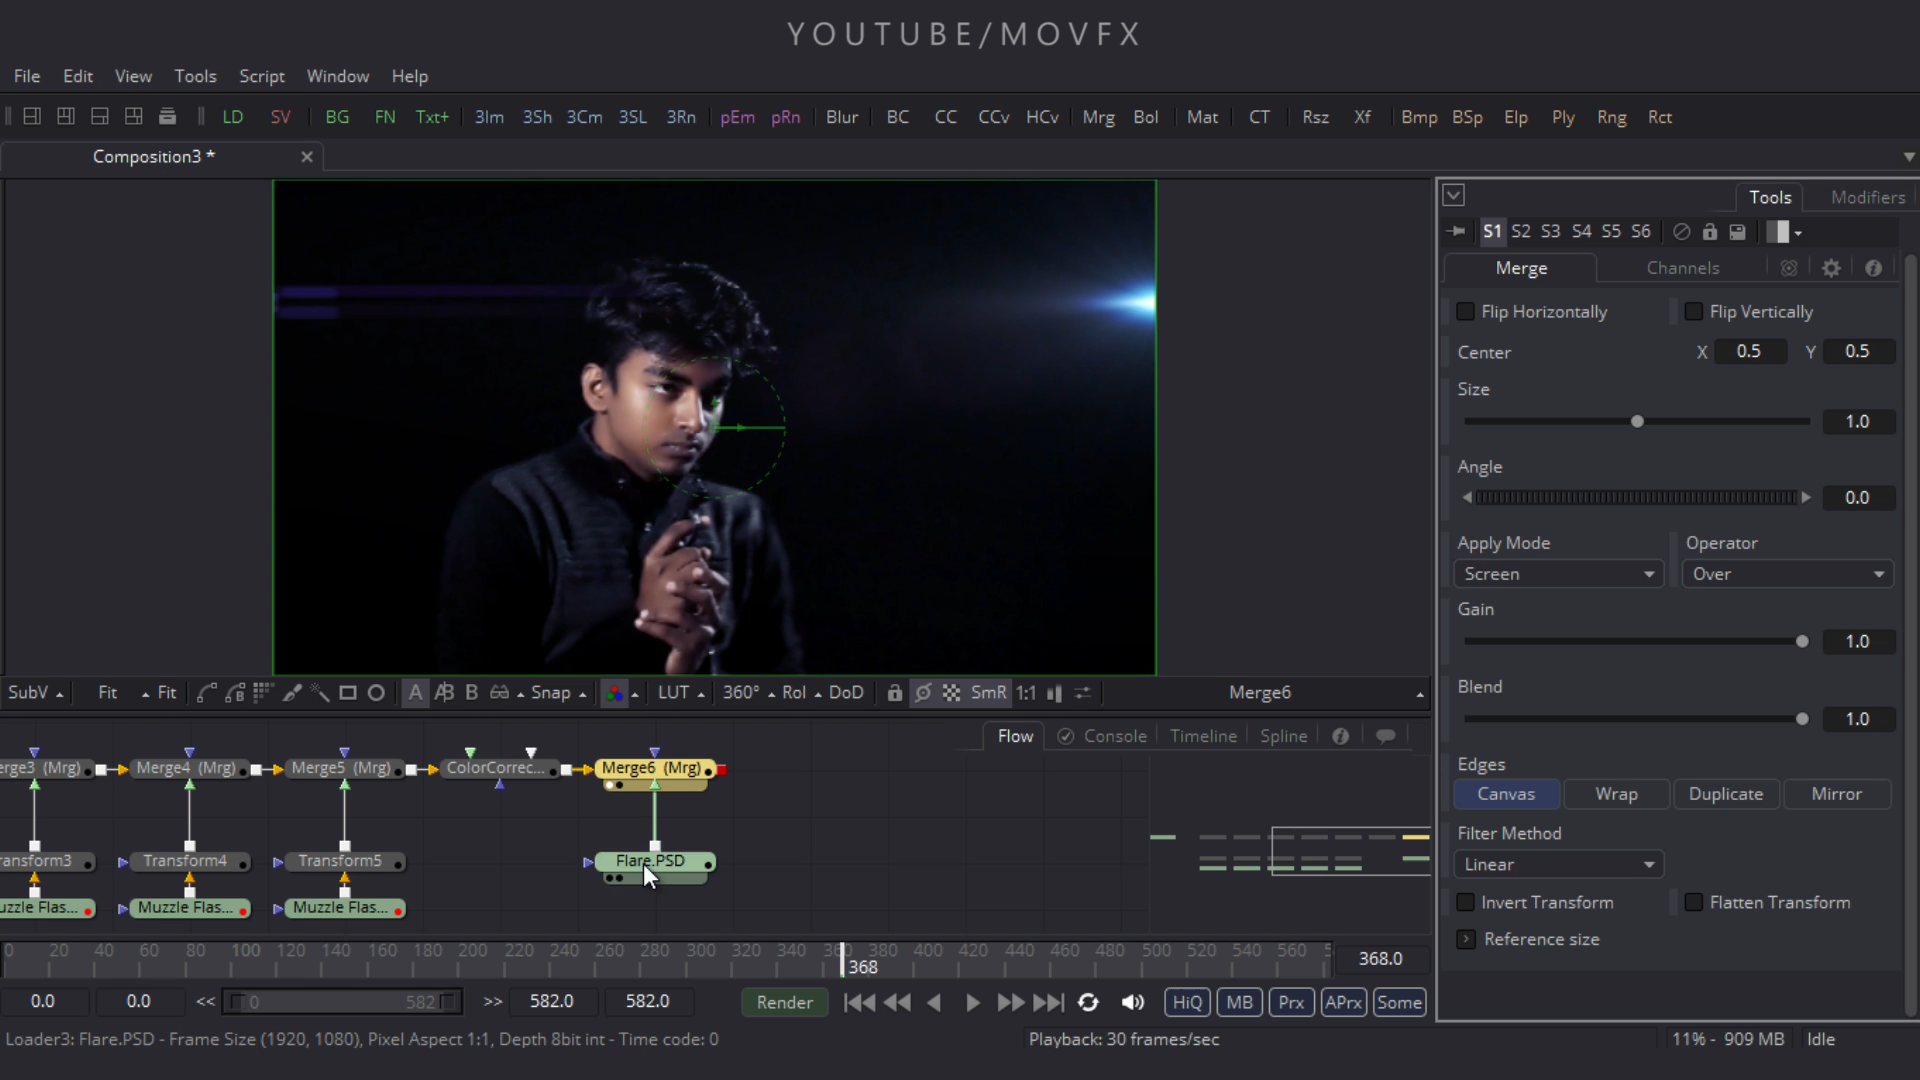 YOUTUBE/MOVFX
File Edit View Tools Script Window Help
LD SV BG FN Txt+ 3Im 3Sh 3Cm 3SL 3Rn pEm pRn Blur BC CC CCv HCv Mrg Bol Mat CT Rsz Xf Bmp BSp Elp Ply Rng Rct
Composition3 *
Tools Modifiers
S1 S2 S3 S4 S5 S6
Merge Channels
Flip Horizontally Flip Vertically
Center X 0.5 Y 0.5
Size
1.0
Angle
0.0
Apply Mode Operator
Screen Over
Gain
1.0
Blend
1.0
Edges
Canvas Wrap Duplicate Mirror
Filter Method
Linear
Invert Transform Flatten Transform
Reference size
SubV Fit Fit A B Snap LUT 360° RoI DoD SmR 1:1 Merge6
Flow Console Timeline Spline
erge3 (Mrg) Merge4 (Mrg) Merge5 (Mrg) ColorCorrec... Merge6 (Mrg)
ransform3 Transform4 Transform5 Flare.PSD
uzzle Flas... Muzzle Flas... Muzzle Flas...
0 20 40 60 80 100 120 140 160 180 200 220 240 260 280 300 320 340 360 380 400 420 440 460 480 500 520 540 560 5
368 368.0
0.0 0.0 << 0 582 >> 582.0 582.0 Render HiQ MB Prx APrx Some
Loader3: Flare.PSD - Frame Size (1920, 1080), Pixel Aspect 1:1, Depth 8bit int - Time code: 0 Playback: 30 frames/sec 11% - 909 MB Idle